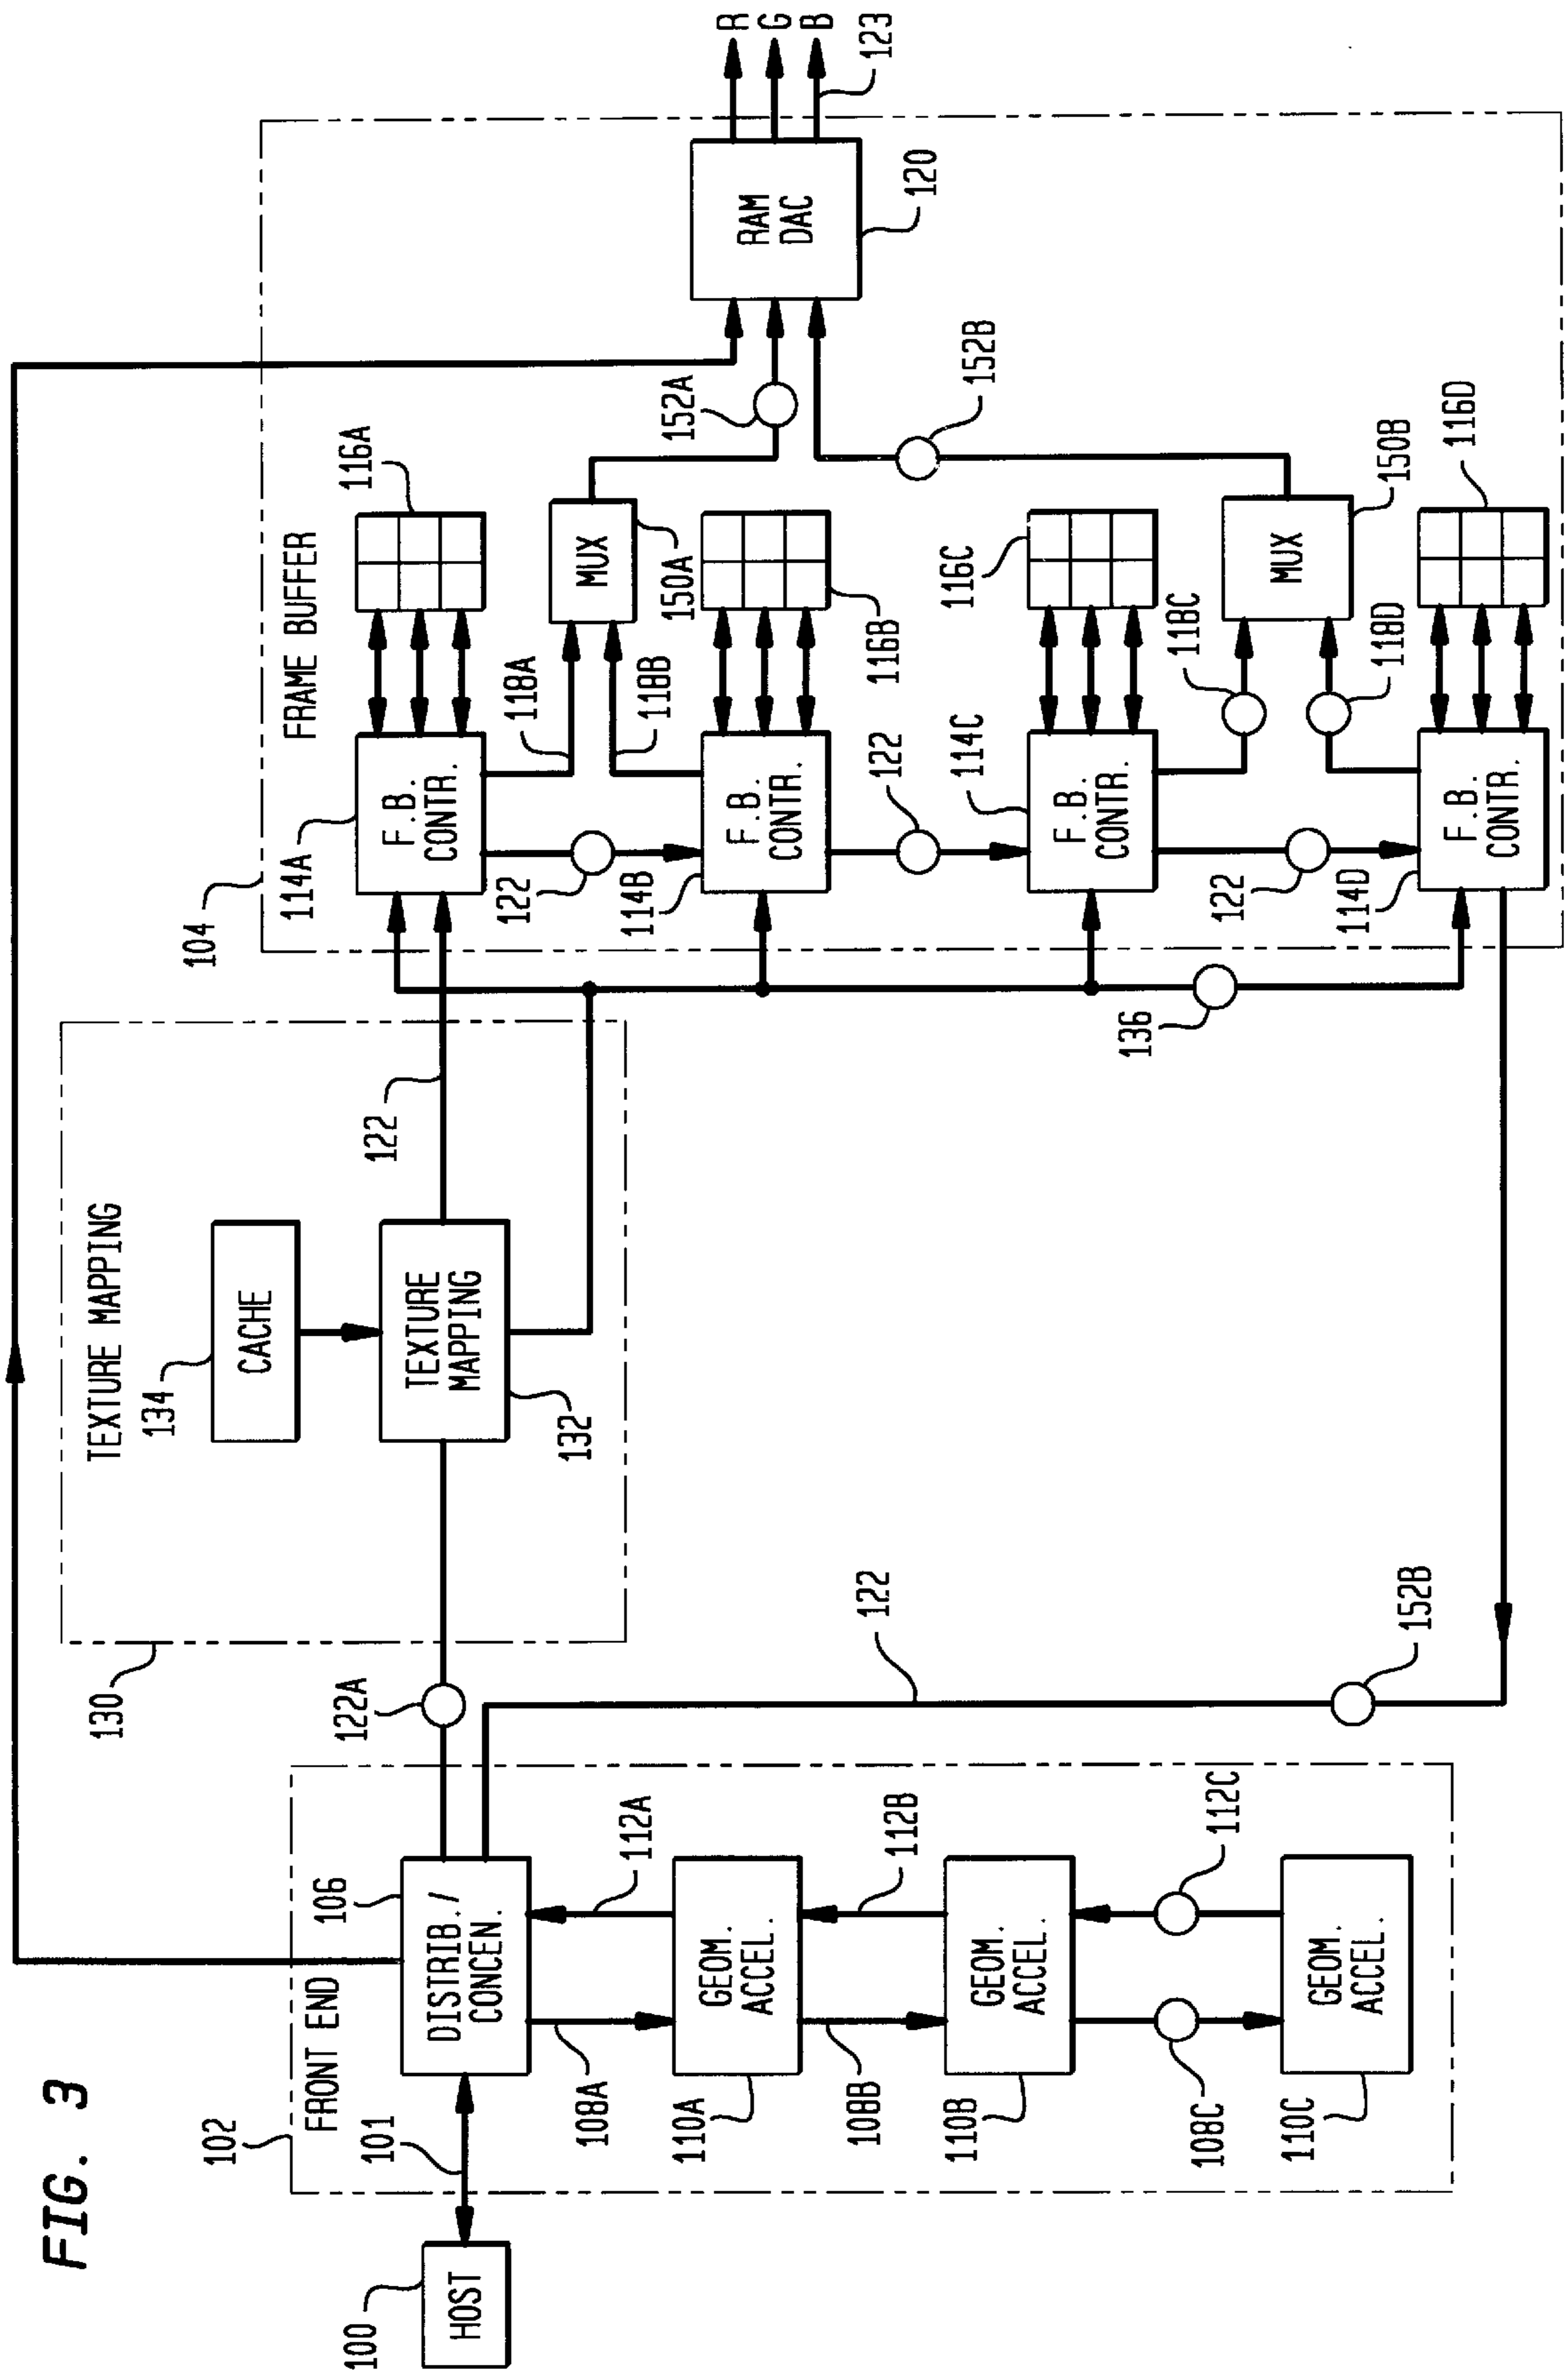 FIG. 3
100
HOST
101
102
FRONT END
106
DISTRIB./
CONCEN.
108A
112A
110A
GEOM.
ACCEL.
108B
112B
110B
GEOM.
ACCEL.
108C
112C
110C
GEOM.
ACCEL.
122A
130
TEXTURE MAPPING
134
CACHE
TEXTURE
MAPPING
132
122
122
152B
136
104
FRAME BUFFER
114A
F.B.
CONTR.
116A
122
118A
118B
MUX
150A
152A
114B
F.B.
CONTR.
116B
122
114C
F.B.
CONTR.
116C
122
118C
118D
MUX
150B
152B
114D
F.B.
CONTR.
116D
RAM
DAC
120
R
G
B
123